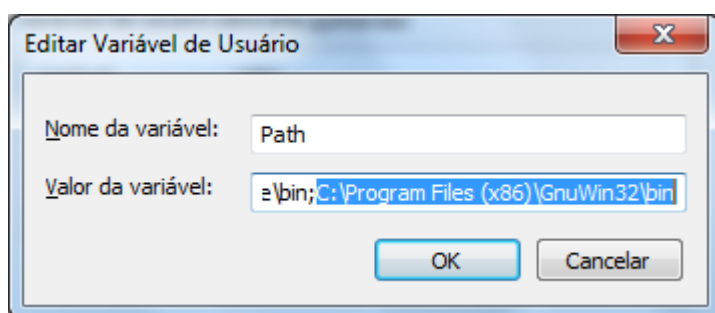 Editar Variável de Usuário
Nome da variável: Path
Valor da variável: e\bin;C:\Program Files (x86)\GnuWin32\bin
OK Cancelar